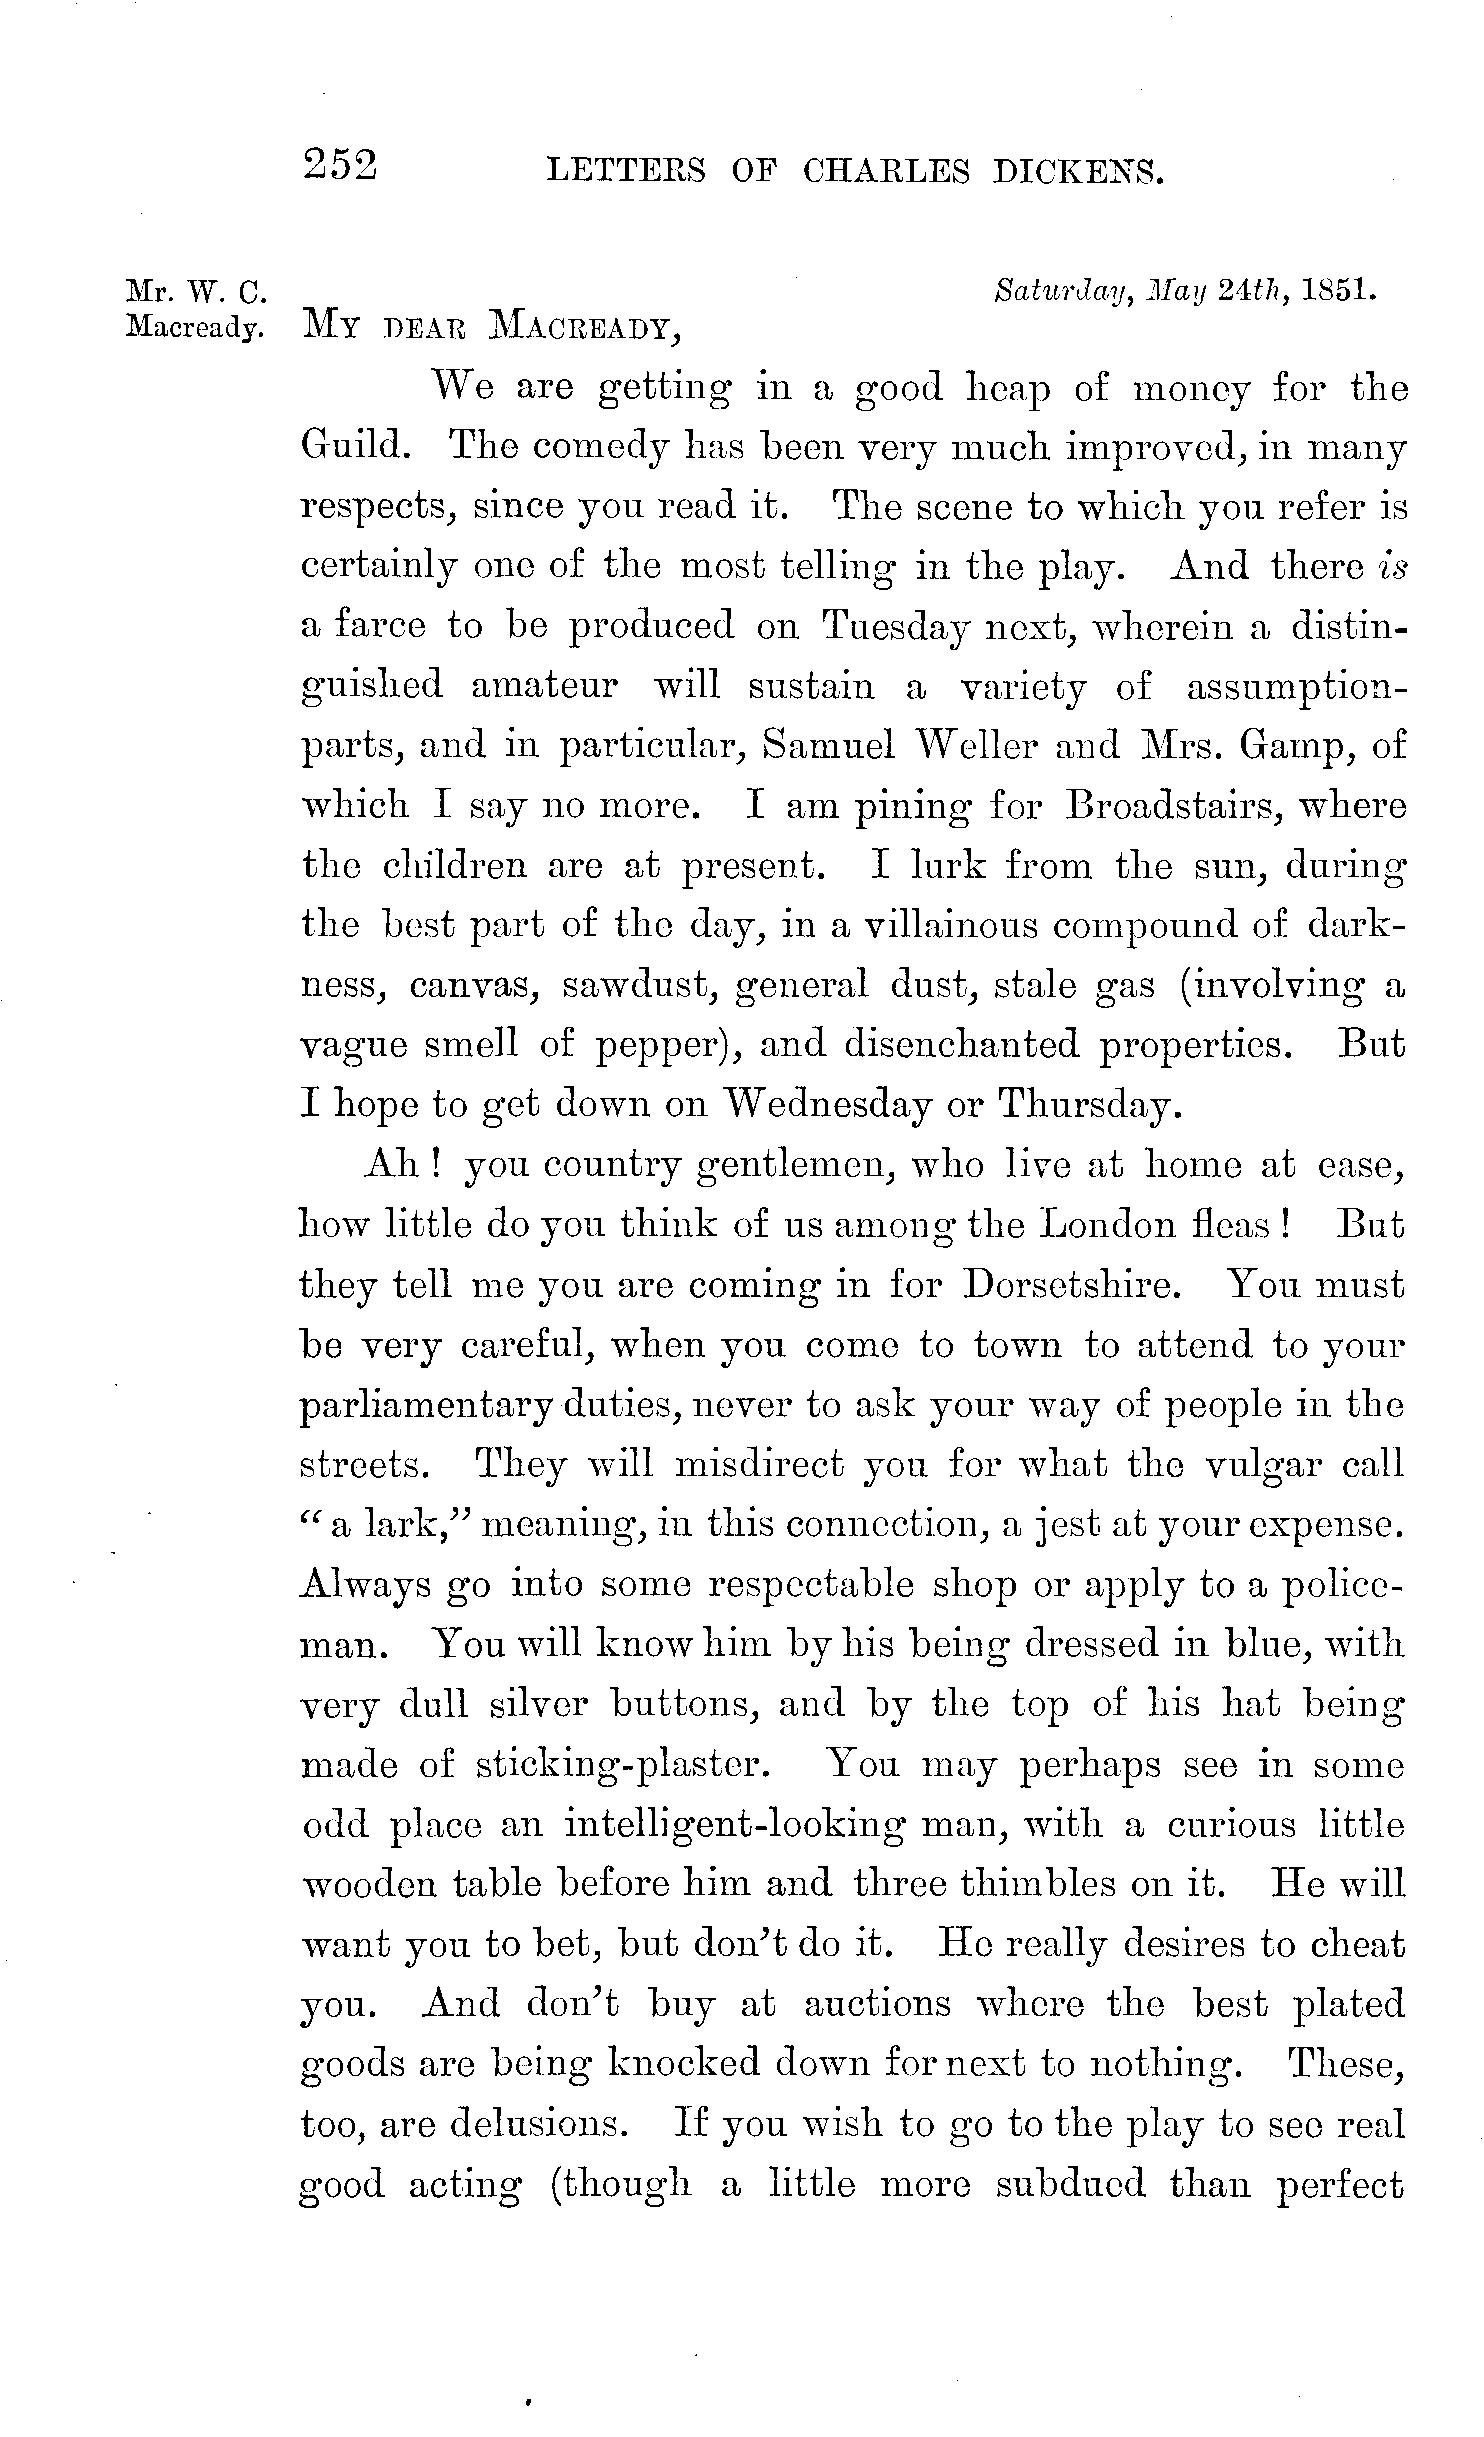 252 LETTERS OF CHARLES DICKENS.
Mr. W. C.
Macready.
Saturday, May 24th, 1851.
MY DEAR MACREADY,
We are getting in a good heap of money for the
Guild. The comedy has been very much improved, in many
respects, since you read it. The scene to which you refer is
certainly one of the most telling in the play. And there is
a farce to be produced on Tuesday next, wherein a distin-
guished amateur will sustain a variety of assumption-
parts, and in particular, Samuel Weller and Mrs. Gamp, of
which I say no more. I am pining for Broadstairs, where
the children are at present. I lurk from the sun, during
the best part of the day, in a villainous compound of dark-
ness, canvas, sawdust, general dust, stale gas (involving a
vague smell of pepper), and disenchanted properties. But
I hope to get down on Wednesday or Thursday.
Ah! you country gentlemen, who live at home at ease,
how little do you think of us among the London fleas! But
they tell me you are coming in for Dorsetshire. You must
be very careful, when you come to town to attend to your
parliamentary duties, never to ask your way of people in the
streets. They will misdirect you for what the vulgar call
“a lark,” meaning, in this connection, a jest at your expense.
Always go into some respectable shop or apply to a police-
man. You will know him by his being dressed in blue, with
very dull silver buttons, and by the top of his hat being
made of sticking-plaster. You may perhaps see in some
odd place an intelligent-looking man, with a curious little
wooden table before him and three thimbles on it. He will
want you to bet, but don’t do it. He really desires to cheat
you. And don’t buy at auctions where the best plated
goods are being knocked down for next to nothing. These,
too, are delusions. If you wish to go to the play to see real
good acting (though a little more subdued than perfect